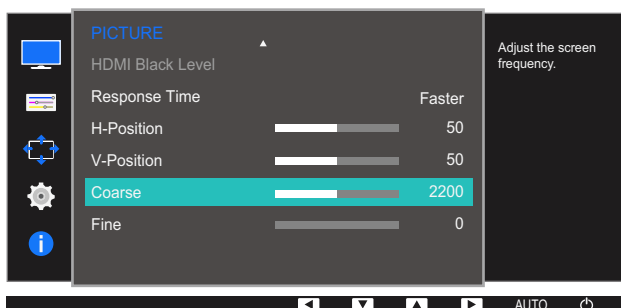 PICTURE
HDMI Black Level
Response Time Faster
H-Position 50
V-Position 50
Coarse 2200
Fine 0
Adjust the screen
frequency.
AUTO